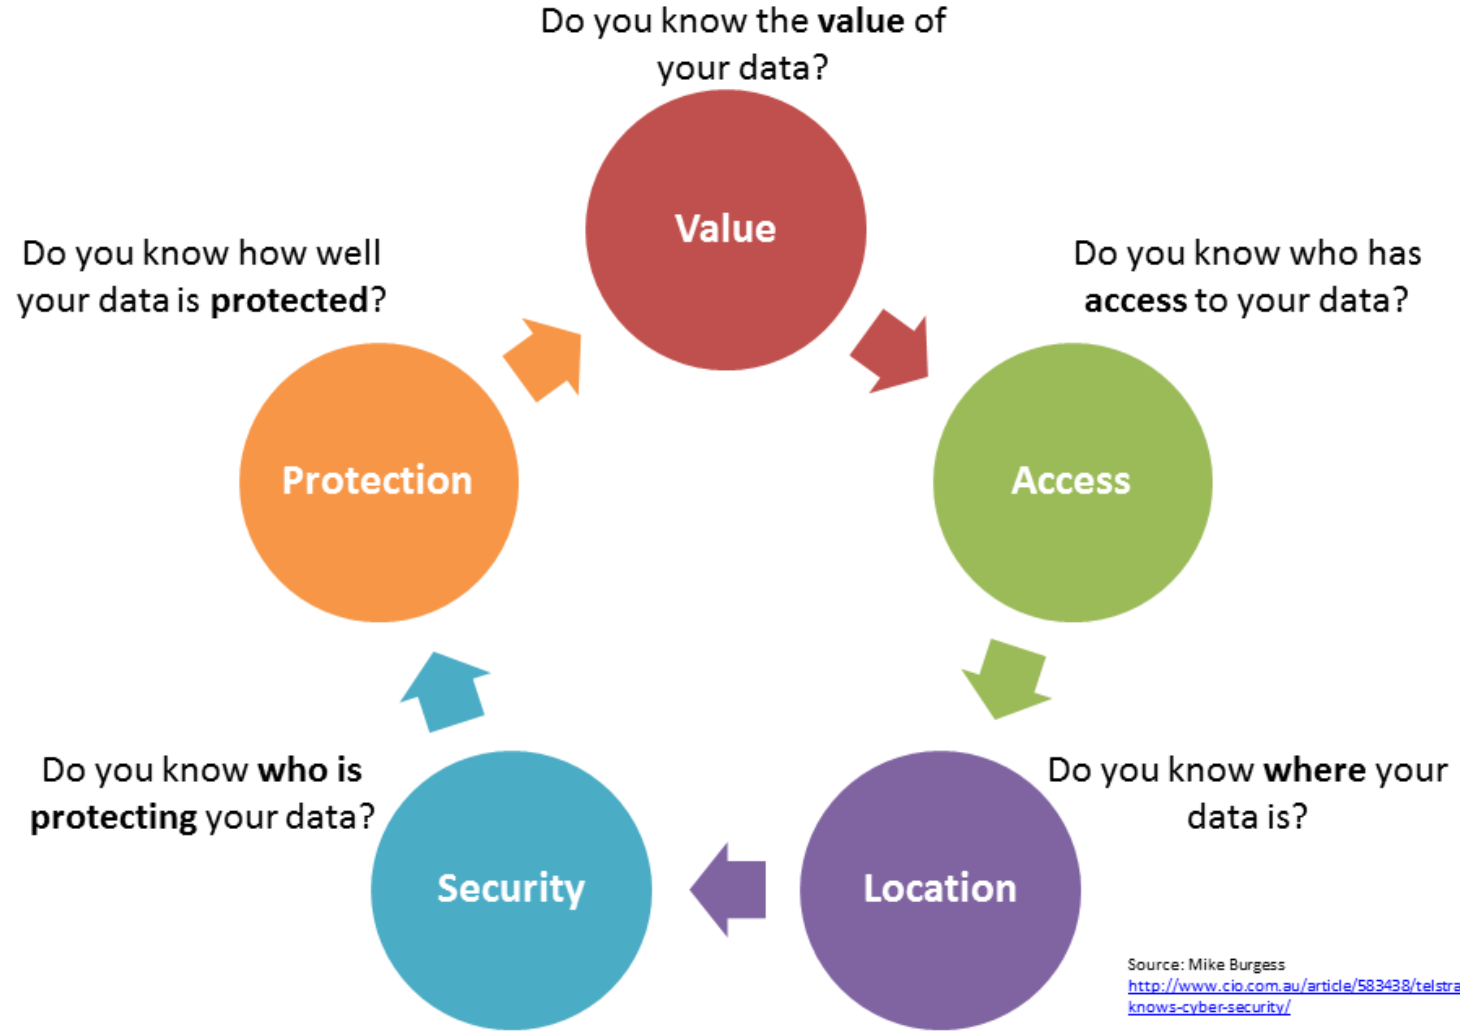 Do you know the value of
your data?
Value
Do you know who has
access to your data?
Access
Do you know where your
data is?
Location
Do you know who is
protecting your data?
Security
Do you know how well
your data is protected?
Protection
Source: Mike Burgess
http://www.cio.com.au/article/583438/telstra
knows-cyber-security/